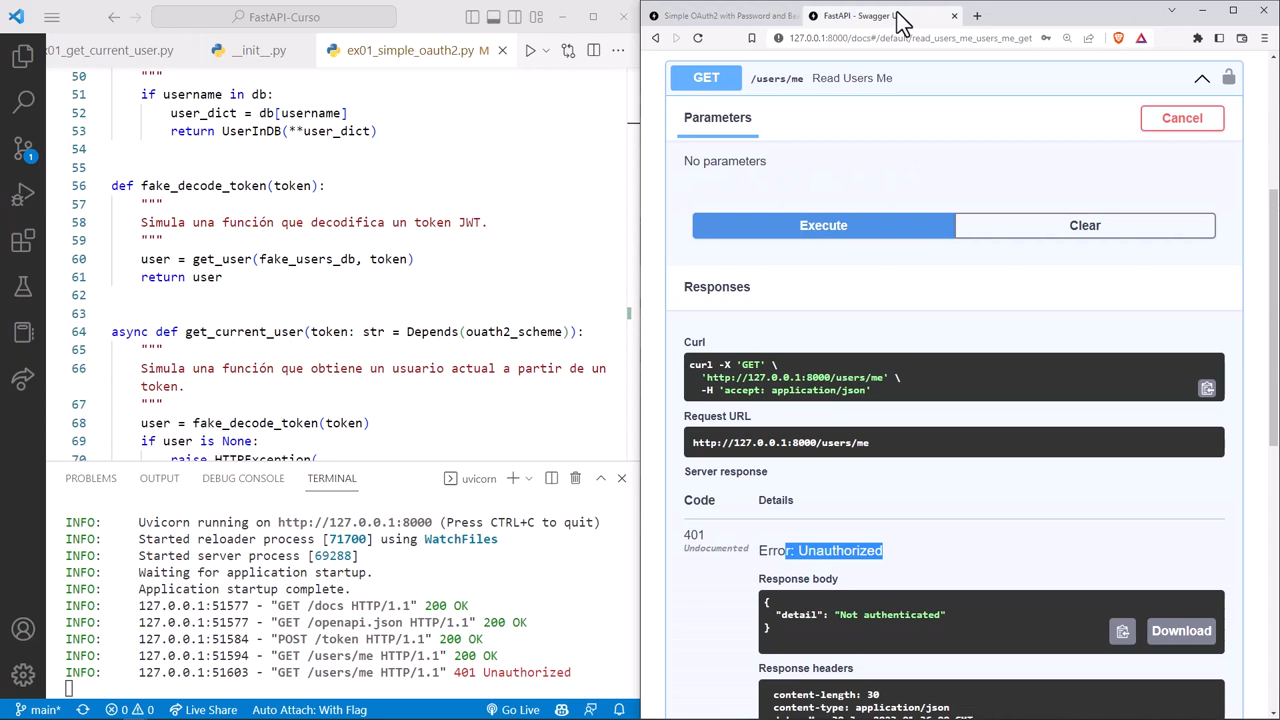 FastAPI-Curso
x01_get_current_user.py
__init__.py
ex01_simple_oauth2.py M
50 """
51 if username in db:
52 user_dict = db[username]
53 return UserInDB(**user_dict)
54
55
56 def fake_decode_token(token):
57 """
58 Simula una función que decodifica un token JWT.
59 """
60 user = get_user(fake_users_db, token)
61 return user
62
63
64 async def get_current_user(token: str = Depends(ouath2_scheme)):
65 """
66 Simula una función que obtiene un usuario actual a partir de un
token.
67 """
68 user = fake_decode_token(token)
69 if user is None:
70 raise HTTPException(
PROBLEMS OUTPUT DEBUG CONSOLE TERMINAL uvicorn
INFO: Uvicorn running on http://127.0.0.1:8000 (Press CTRL+C to quit)
INFO: Started reloader process [71700] using WatchFiles
INFO: Started server process [69288]
INFO: Waiting for application startup.
INFO: Application startup complete.
INFO: 127.0.0.1:51577 - "GET /docs HTTP/1.1" 200 OK
INFO: 127.0.0.1:51577 - "GET /openapi.json HTTP/1.1" 200 OK
INFO: 127.0.0.1:51584 - "POST /token HTTP/1.1" 200 OK
INFO: 127.0.0.1:51594 - "GET /users/me HTTP/1.1" 200 OK
INFO: 127.0.0.1:51603 - "GET /users/me HTTP/1.1" 401 Unauthorized
1
main* 0 0 Live Share Auto Attach: With Flag Go Live
Simple OAuth2 with Password and Be
FastAPI - Swagger U
127.0.0.1:8000/docs#/default/read_users_me_users_me_get
GET /users/me Read Users Me
Parameters
Cancel
No parameters
Execute
Clear
Responses
Curl
curl -X 'GET' \
'http://127.0.0.1:8000/users/me' \
-H 'accept: application/json'
Request URL
http://127.0.0.1:8000/users/me
Server response
Code Details
401
Undocumented
Error: Unauthorized
Response body
{
"detail": "Not authenticated"
}
Download
Response headers
content-length: 30
content-type: application/json